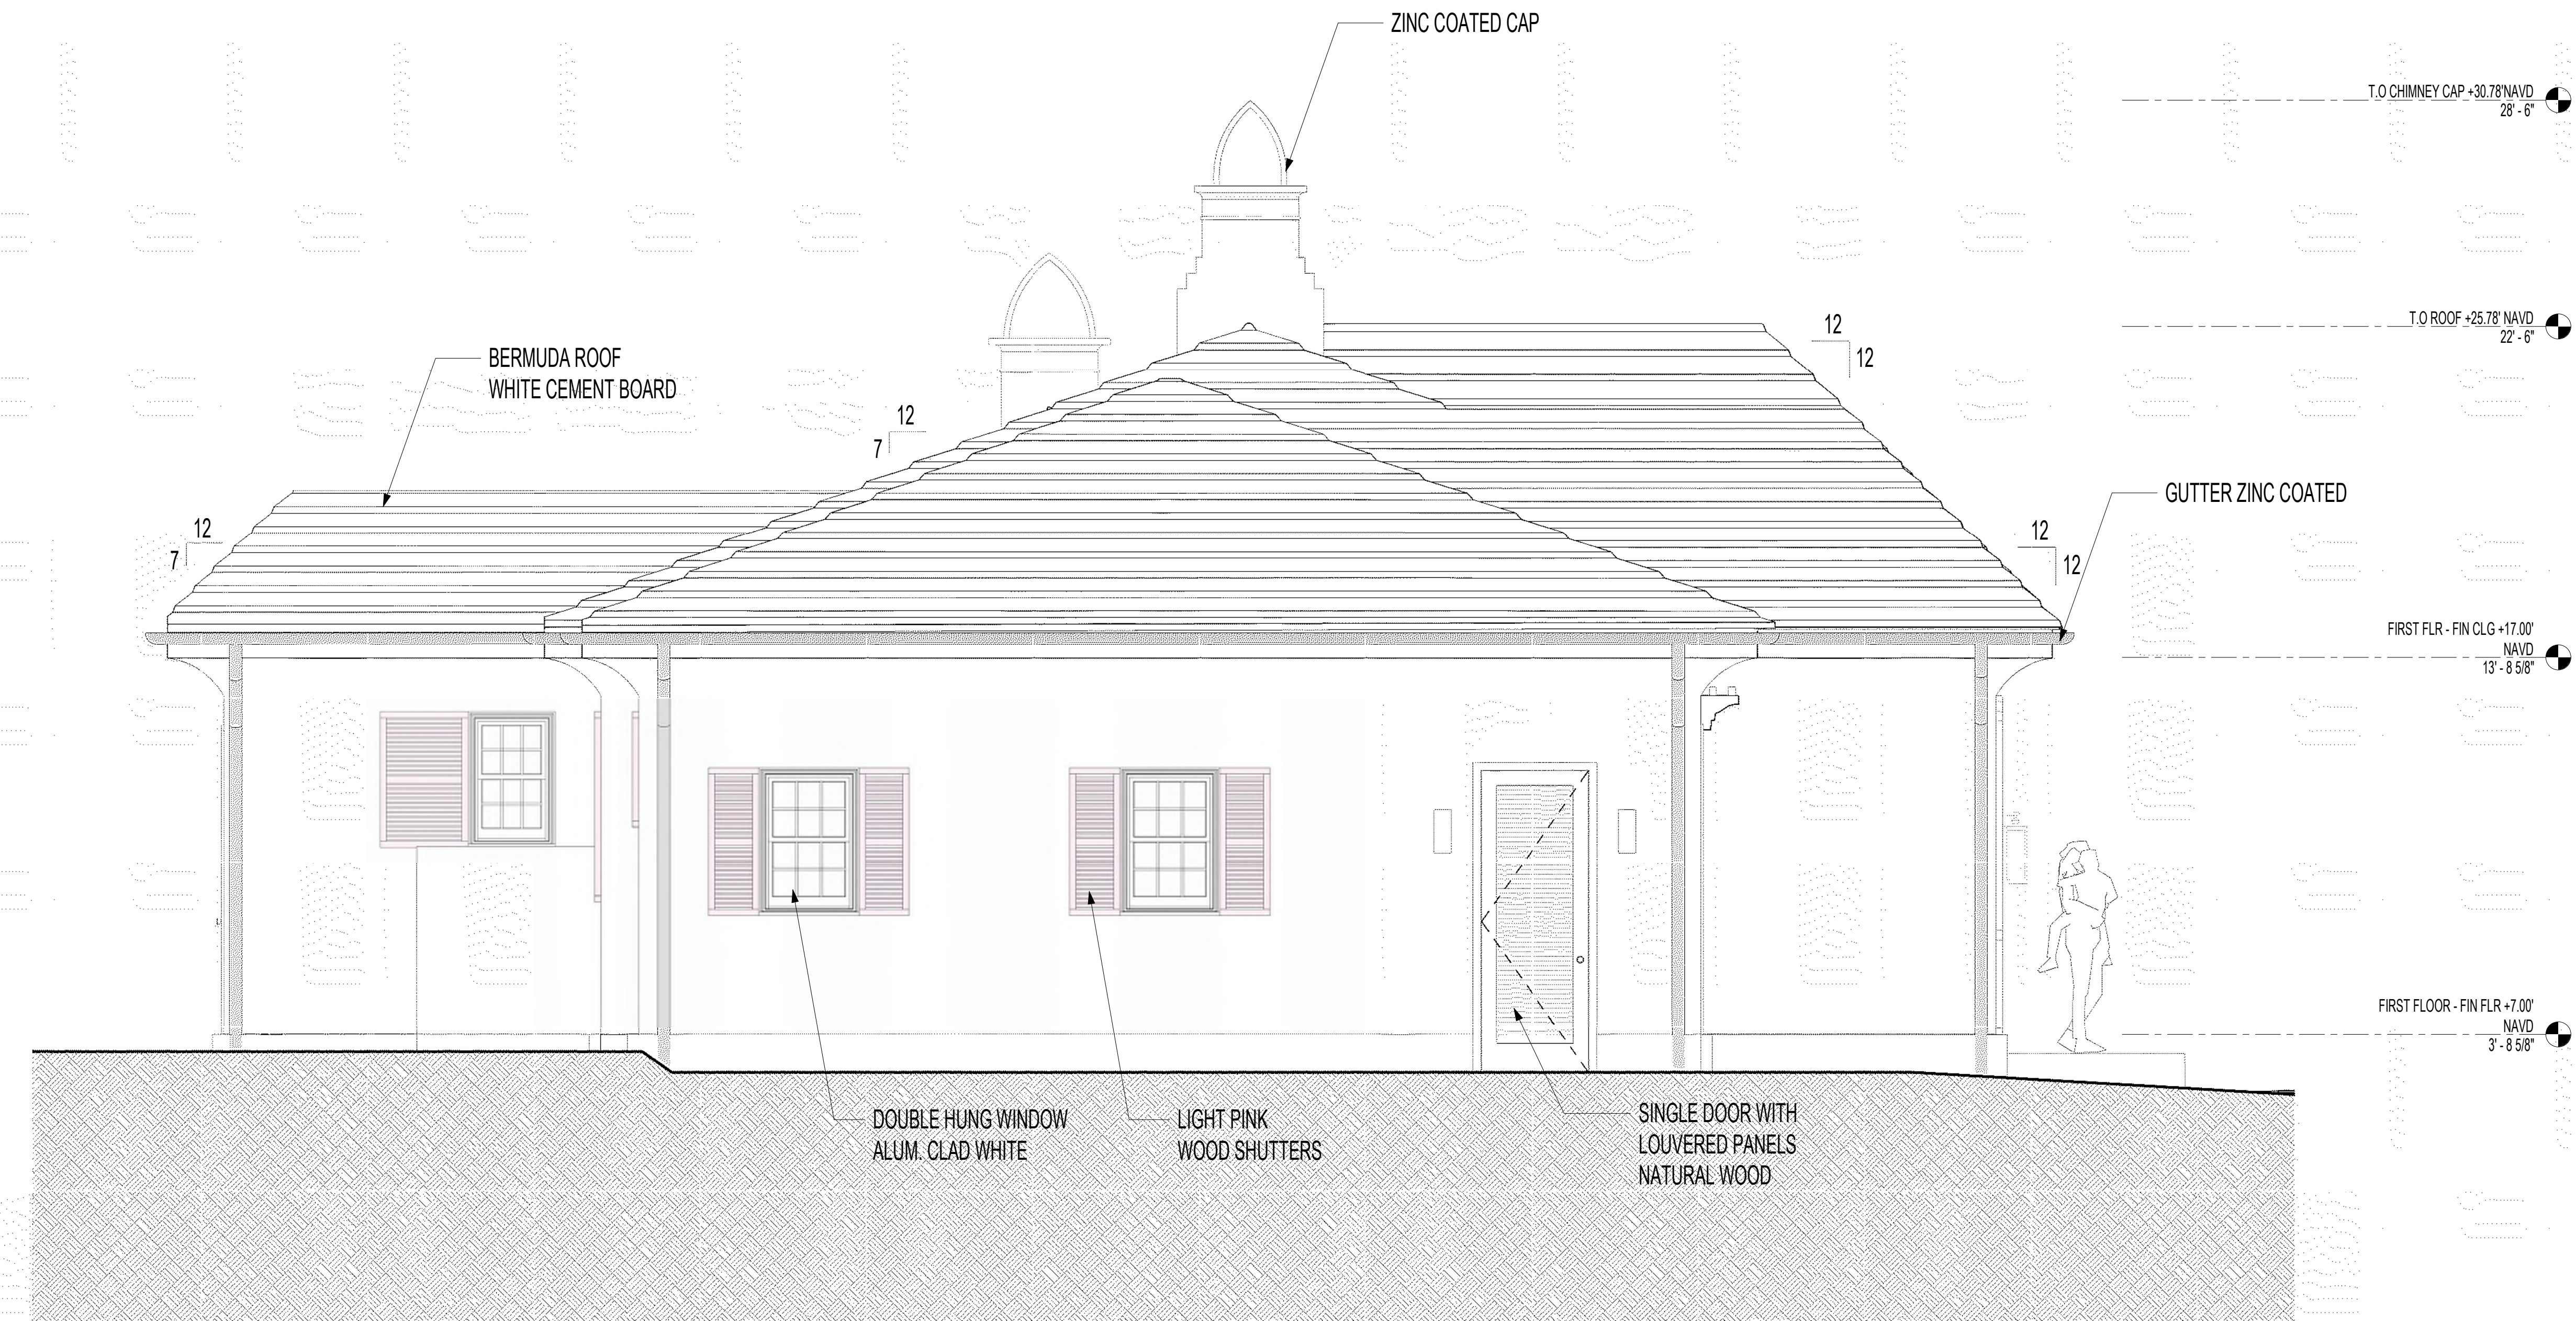 ZINC COATED CAP
T.O CHIMNEY CAP +30.78'NAVD
28' - 6"
T.O ROOF +25.78' NAVD
22' - 6"
12
12
BERMUDA ROOF
WHITE CEMENT BOARD
12
7
GUTTER ZINC COATED
12
7
12
12
FIRST FLR - FIN CLG +17.00'
NAVD
13' - 8 5/8"
FIRST FLOOR - FIN FLR +7.00'
NAVD
3' - 8 5/8"
DOUBLE HUNG WINDOW
ALUM. CLAD WHITE
LIGHT PINK
WOOD SHUTTERS
SINGLE DOOR WITH
LOUVERED PANELS
NATURAL WOOD